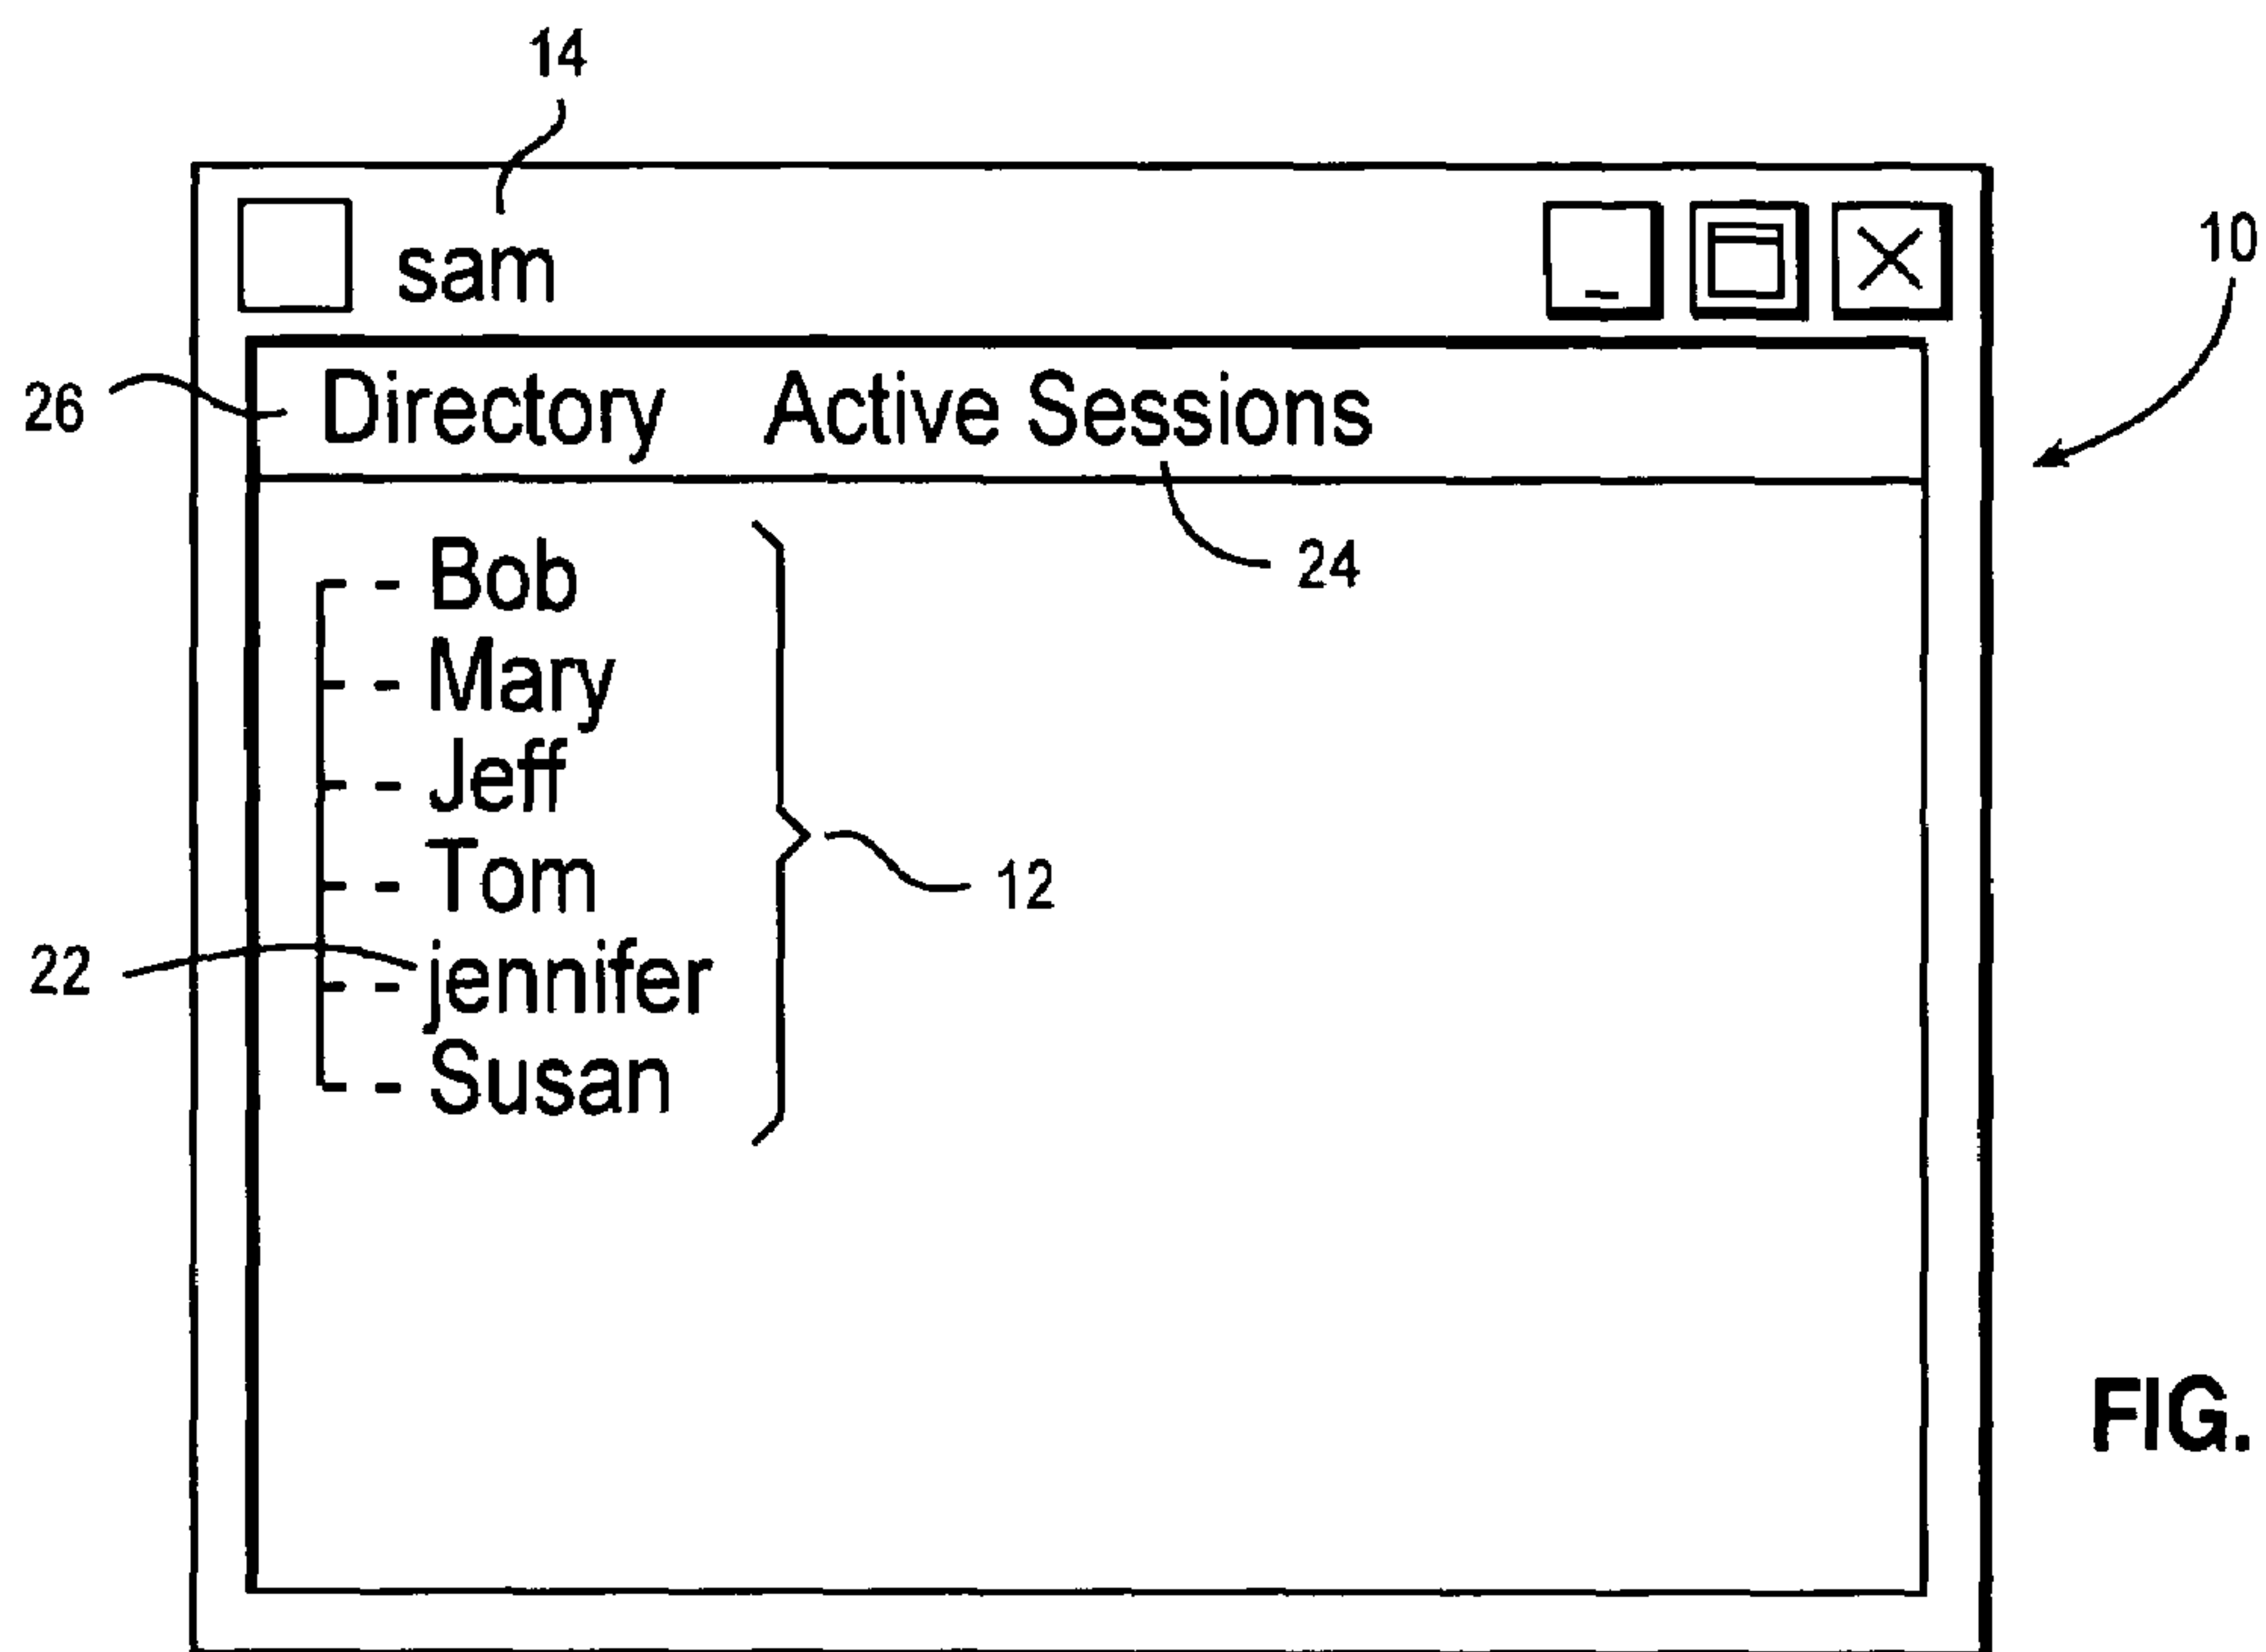 14
sam
10
26 Directory Active Sessions
24
Bob
Mary
Jeff
Tom
12
22 jennifer
Susan
FIG.